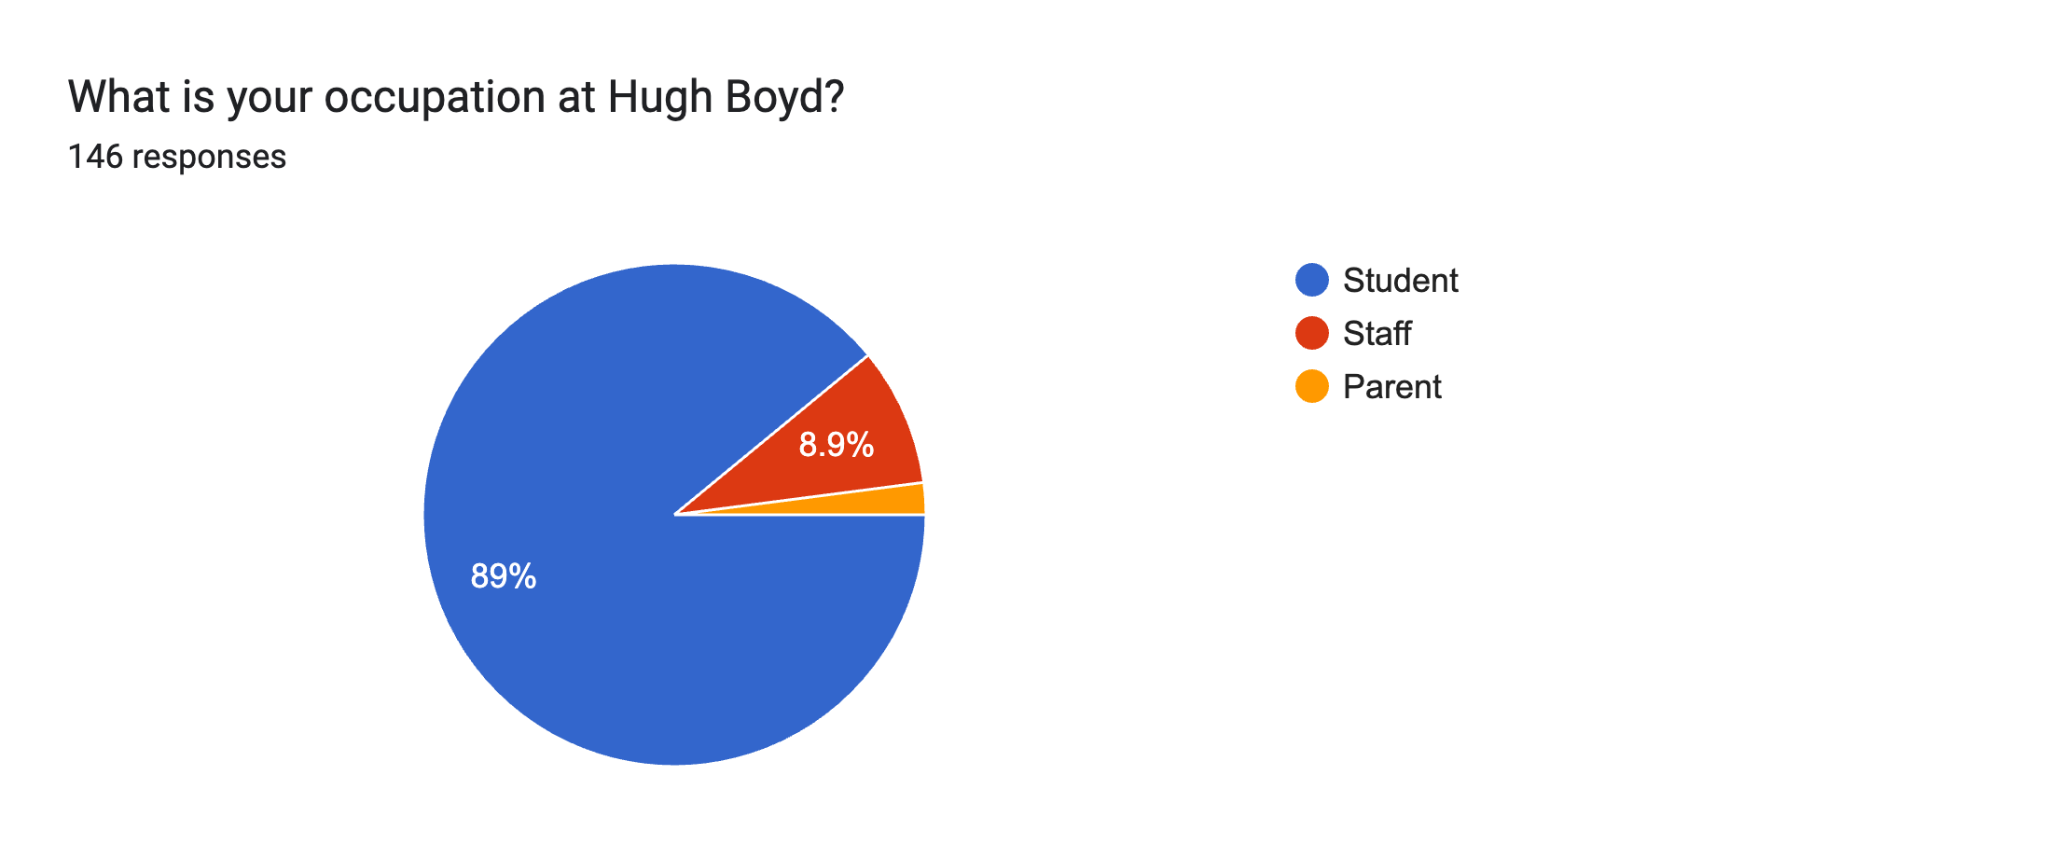 What is your occupation at Hugh Boyd?
146 responses
Student
Staff
Parent
8.9%
89%